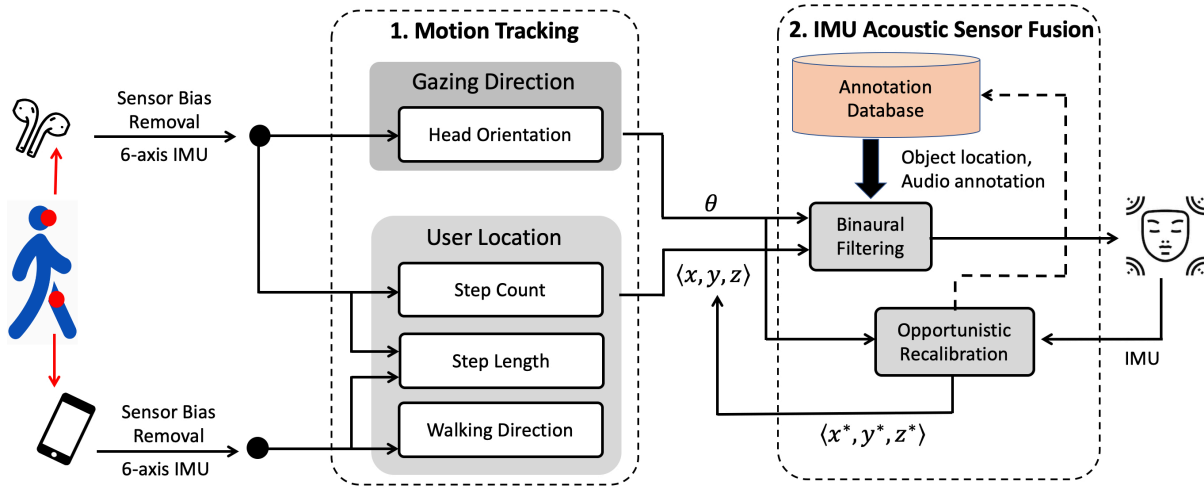 1. Motion Tracking
Gazing Direction
Head Orientation
Sensor Bias
Removal
6-axis IMU
User Location
Step Count
Step Length
Walking Direction
Sensor Bias
Removal
6-axis IMU
θ
⟨x, y, z⟩
2. IMU Acoustic Sensor Fusion
Annotation
Database
Object location,
Audio annotation
Binaural
Filtering
Opportunistic
Recalibration
IMU
⟨x*, y*, z*⟩